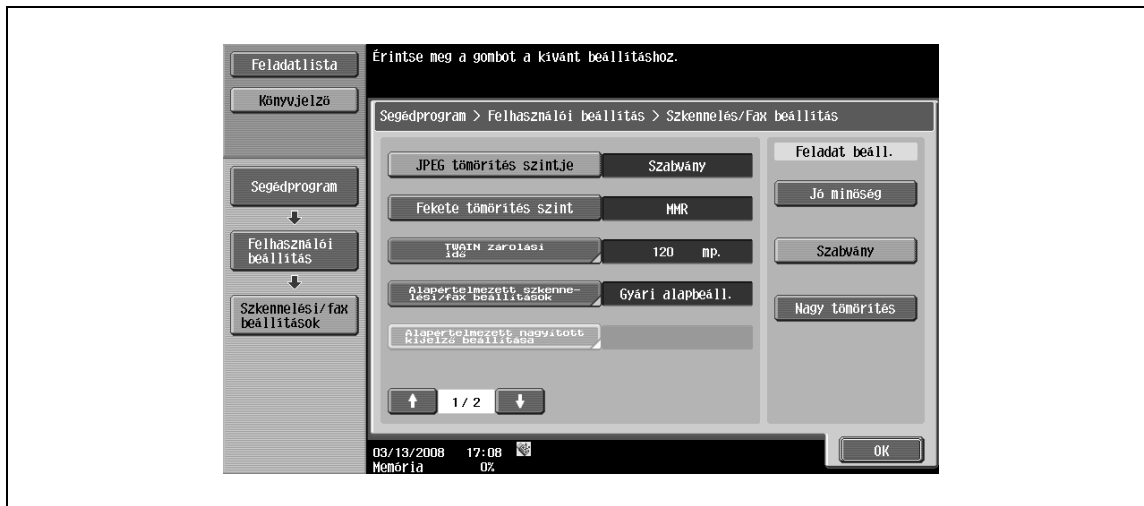 Feladatlista
Könyvjelző
Érintse meg a gombot a kívánt beállításhoz.
Segédprogram > Felhasználói beállítás > Szkennelés/Fax beállítás
Segédprogram
Felhasználói
beállítás
Szkennelési/fax
beállítások
JPEG tömörítés szintje
Szabvány
Fekete tömörítés szint
MMR
TWAIN zárolási
idő
120 mp.
Alapértelmezett szkenne-
lési/fax beállítások
Gyári alapbeáll.
Alapértelmezett nagyított
kijelző beállítása
1/ 2
Feladat beáll.
Jó minőség
Szabvány
Nagy tömörítés
03/13/2008 17:08
Memória 0%
OK